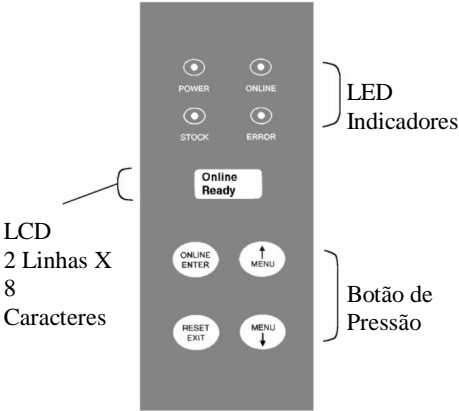 POWER ONLINE
STOCK ERROR
LED
Indicadores
Online
Ready
LCD
2 Linhas X
8
Caracteres
ONLINE
ENTER
↑
MENU
RESET
EXIT
MENU
↓
Botão de
Pressão